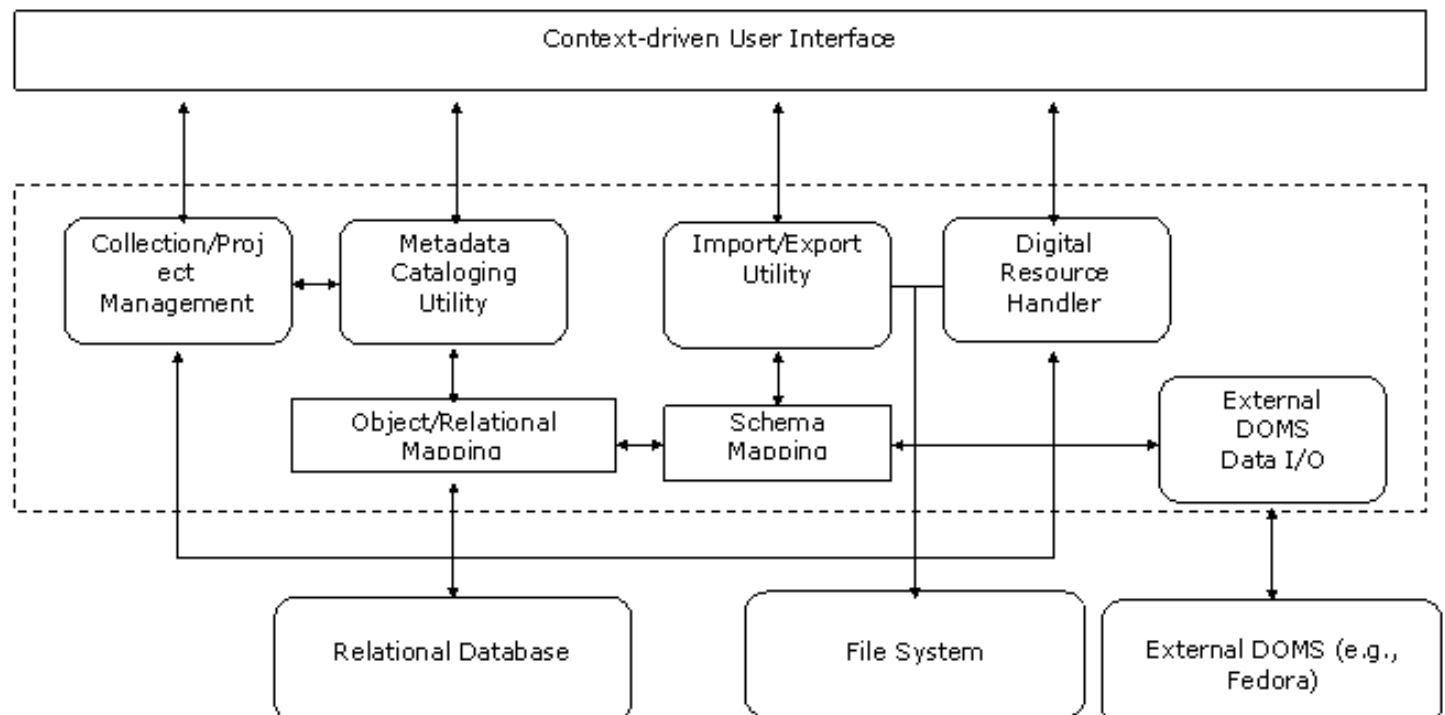 Context-driven User Interface
Collection/Proj
ect
Management
Metadata
Cataloging
Utility
Import/Export
Utility
Digital
Resource
Handler
Object/Relational
Mapping
Schema
Mapping
External
DOMS
Data I/O
Relational Database
File System
External DOMS (e.g.,
Fedora)